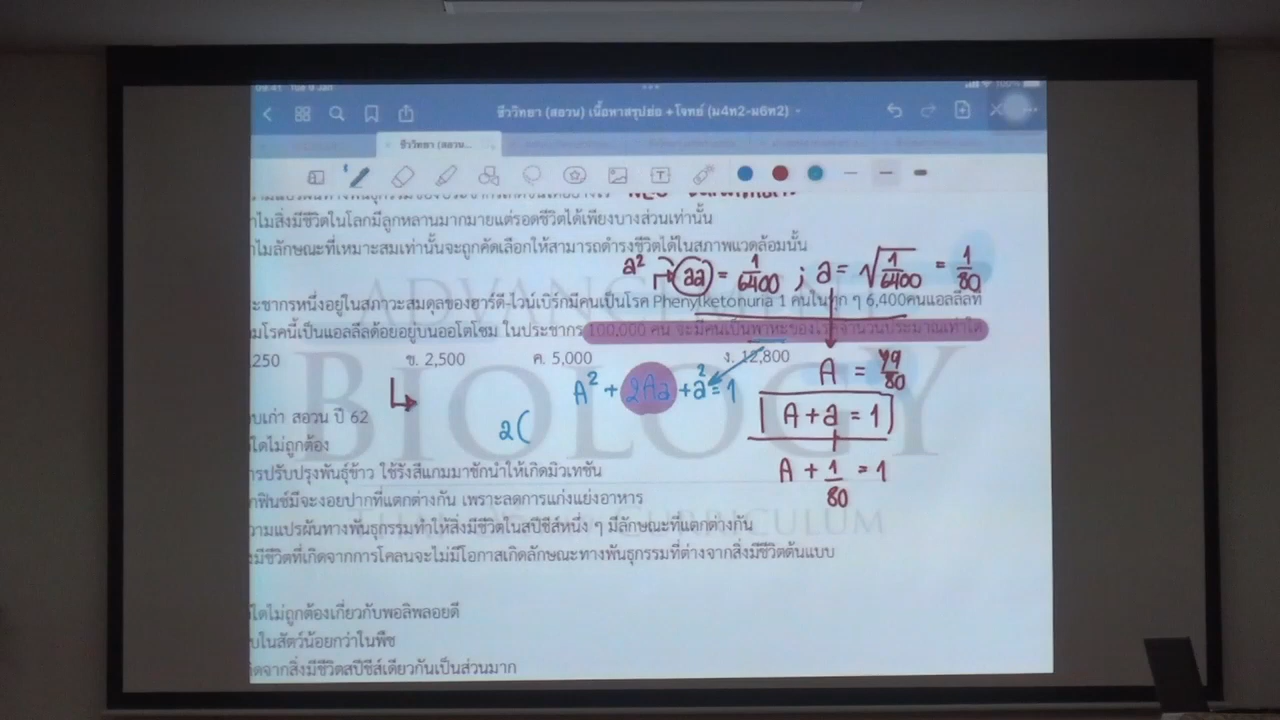 09:41 Tue 9 Jan 100%
ชีววิทยา (สอวน) เนื้อหาสรุปย่อ +โจทย์ (ม4ท2-ม6ท2)
ชีววิทยา (สอวน...
ำไมสิ่งมีชีวิตในโลกมีลูกหลานมากมายแต่รอดชีวิตได้เพียงบางส่วนเท่านั้น
ำไมลักษณะที่เหมาะสมเท่านั้นจะถูกคัดเลือกให้สามารถดำรงชีวิตได้ในสภาพแวดล้อมนั้น
a² aa = 1/6400 ; a = √1/6400 = 1/80
ะชากรหนึ่งอยู่ในสภาวะสมดุลของฮาร์ดี-ไวน์เบิร์กมีคนเป็นโรค Phenylketonuria 1 คนในทุก ๆ 6,400คนแอลลีลที่
มโรคนี้เป็นแอลลีลด้อยอยู่บนออโตโซม ในประชากร 100,000 คน จะมีคนเป็นพาหะของโรคจำนวนประมาณเท่าใด
250 ข. 2,500 ค. 5,000 ง. 12,800
A² + 2Aa + a² = 1
A = 79/80
A + a = 1
2(
A + 1/80 = 1
บเก่า สอวน ปี 62
ใดไม่ถูกต้อง
ารปรับปรุงพันธุ์ข้าว ใช้รังสีแกมมาชักนำให้เกิดมิวเทชัน
กฟินช์มีจะงอยปากที่แตกต่างกัน เพราะลดการแก่งแย่งอาหาร
วามแปรผันทางพันธุกรรมทำให้สิ่งมีชีวิตในสปีชีส์หนึ่ง ๆ มีลักษณะที่แตกต่างกัน
งมีชีวิตที่เกิดจากการโคลนจะไม่มีโอกาสเกิดลักษณะทางพันธุกรรมที่ต่างจากสิ่งมีชีวิตต้นแบบ
ใดไม่ถูกต้องเกี่ยวกับพอลิพลอยดี
บในสัตว์น้อยกว่าในพืช
กิดจากสิ่งมีชีวิตสปีชีส์เดียวกันเป็นส่วนมาก
BIOLOGY